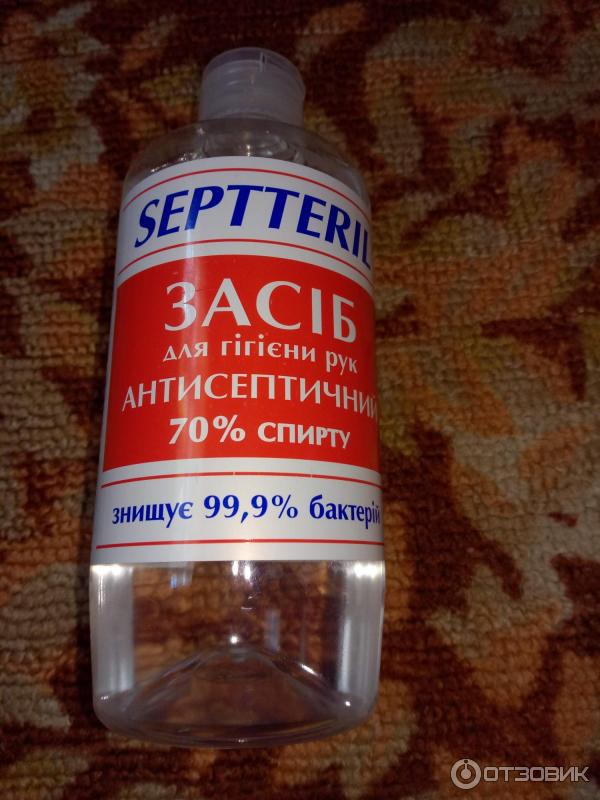 SEPTTERIL
ЗАСІБ
для гігієни рук
АНТИСЕПТИЧНИЙ
70% СПИРТУ
знищує 99,9% бактерій
ОТЗОВИК